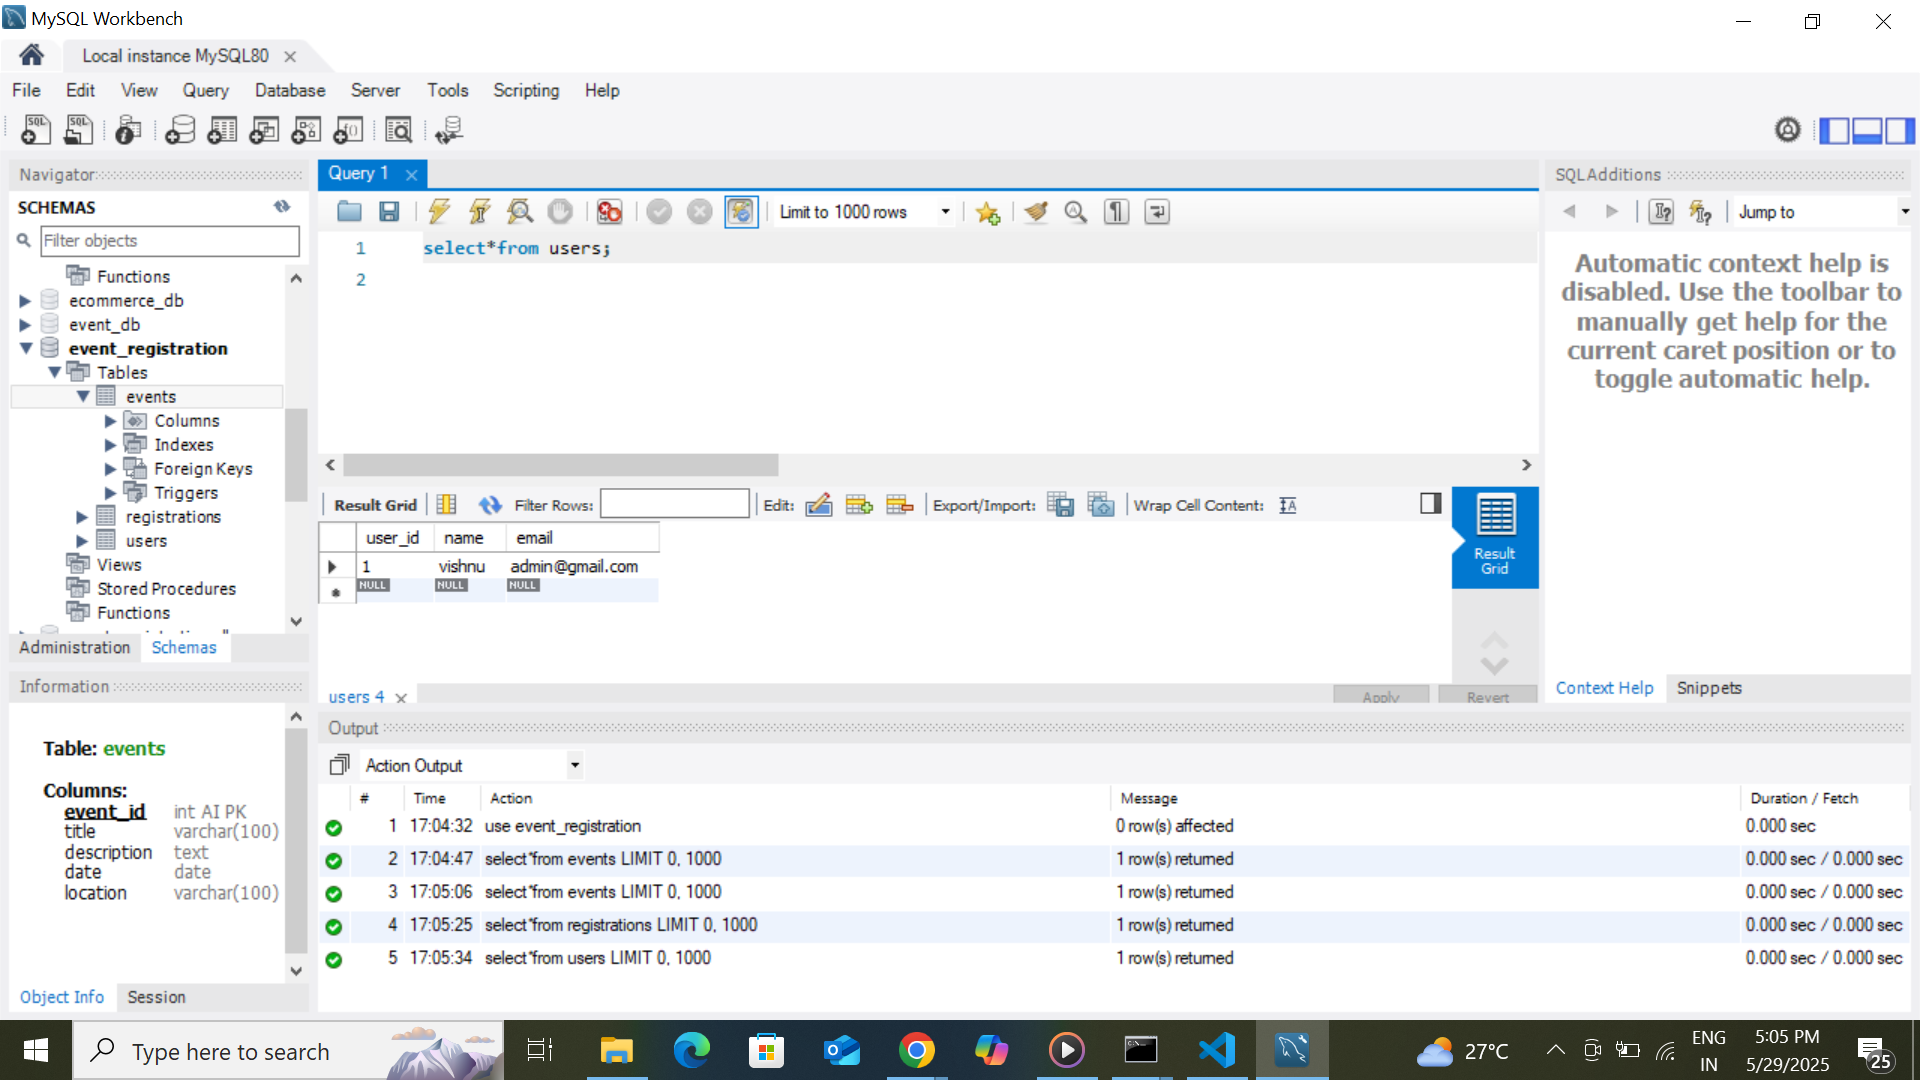 MySQL Workbench
Local instance MySQL80
File Edit View Query Database Server Tools Scripting Help
Navigator
SCHEMAS
Filter objects
Functions
ecommerce_db
event_db
event_registration
Tables
events
Columns
Indexes
Foreign Keys
Triggers
registrations
users
Views
Stored Procedures
Functions
Administration Schemas
Information
Table: events
Columns:
event_id int AI PK
title varchar(100)
description text
date date
location varchar(100)
Object Info Session
Query 1
Limit to 1000 rows
1 select*from users;
2
Result Grid Filter Rows: Edit: Export/Import: Wrap Cell Content:
user_id name email
1 vishnu admin@gmail.com
NULL NULL NULL
Result
Grid
users 4
Apply Revert
SQLAdditions
Jump to
Automatic context help is
disabled. Use the toolbar to
manually get help for the
current caret position or to
toggle automatic help.
Context Help Snippets
Output
Action Output
# Time Action Message Duration / Fetch
1 17:04:32 use event_registration 0 row(s) affected 0.000 sec
2 17:04:47 select*from events LIMIT 0, 1000 1 row(s) returned 0.000 sec / 0.000 sec
3 17:05:06 select*from events LIMIT 0, 1000 1 row(s) returned 0.000 sec / 0.000 sec
4 17:05:25 select*from registrations LIMIT 0, 1000 1 row(s) returned 0.000 sec / 0.000 sec
5 17:05:34 select*from users LIMIT 0, 1000 1 row(s) returned 0.000 sec / 0.000 sec
Type here to search
27°C
ENG
IN
5:05 PM
5/29/2025
25